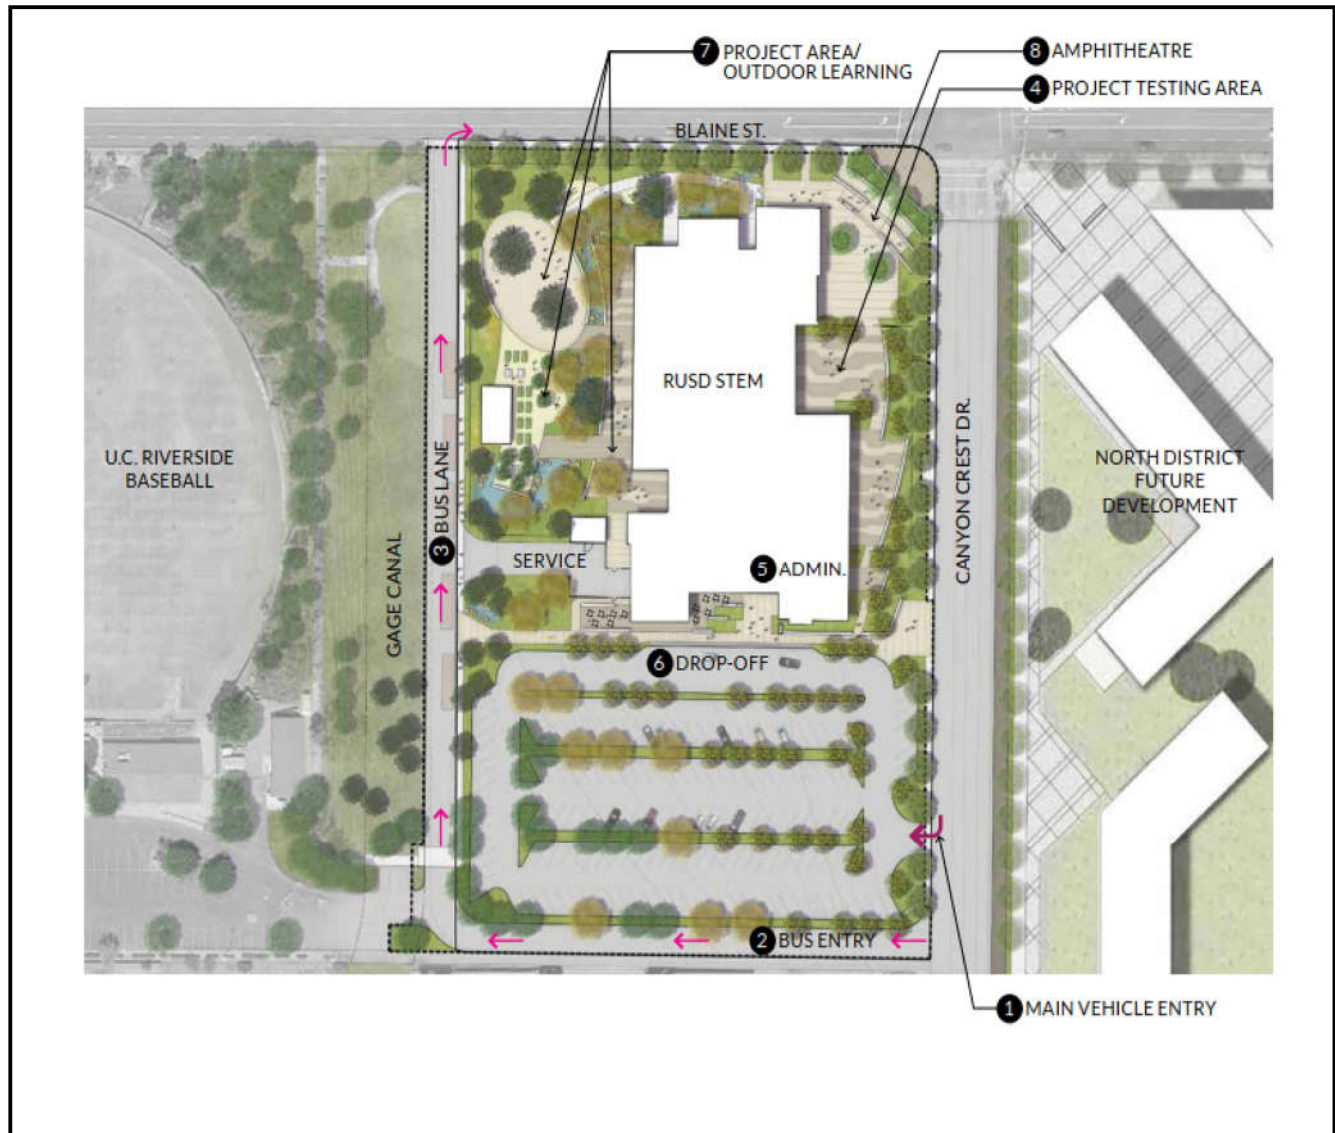 7 PROJECT AREA/
OUTDOOR LEARNING
8 AMPHITHEATRE
4 PROJECT TESTING AREA
BLAINE ST.
RUSD STEM
U.C. RIVERSIDE
BASEBALL
GAGE CANAL
3 BUS LANE
CANYON CREST DR.
NORTH DISTRICT
FUTURE
DEVELOPMENT
SERVICE
5 ADMIN.
6 DROP-OFF
2 BUS ENTRY
1 MAIN VEHICLE ENTRY